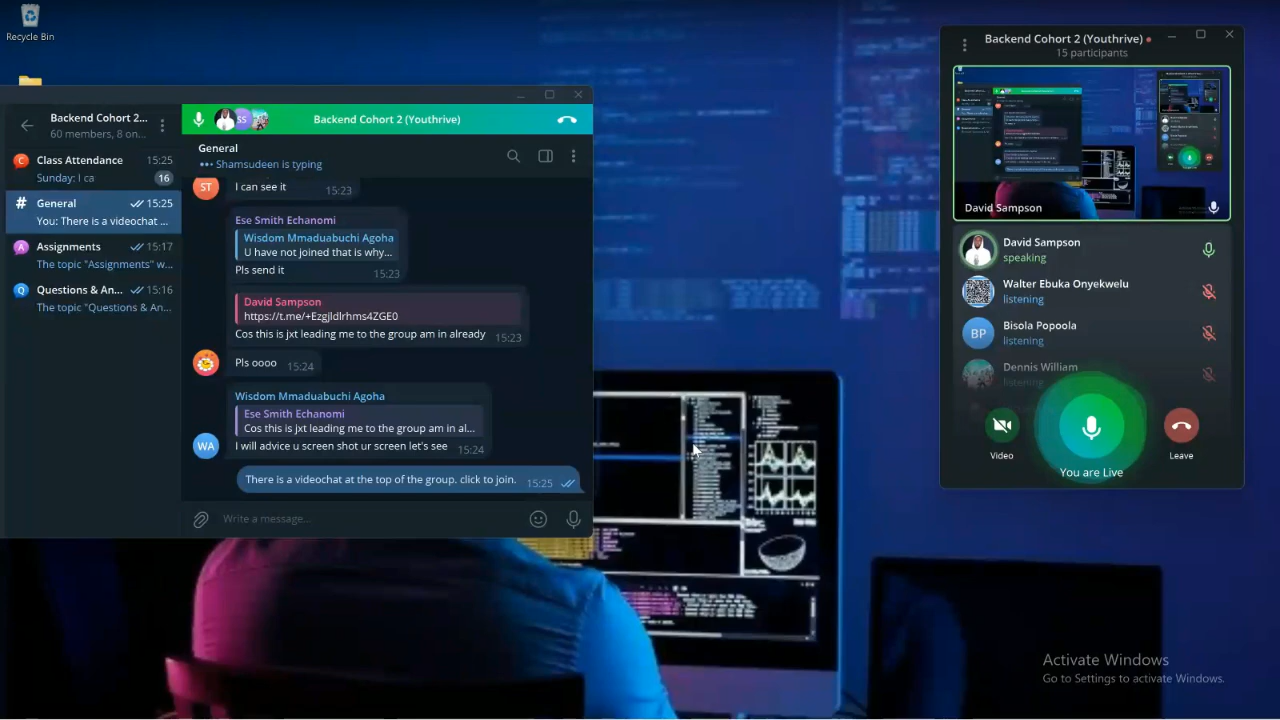 Recycle Bin
Backend Cohort 2...
60 members, 8 on...
Class Attendance 15:25
Sunday: I ca 16
# General 15:25
You: There is a videochat ...
Assignments 15:17
The topic "Assignments" w...
Questions & An... 15:16
The topic "Questions & An...
SS
Backend Cohort 2 (Youthrive)
General
Shamsudeen is typing
ST
I can see it 15:23
Ese Smith Echanomi
Wisdom Mmaduabuchi Agoha
U have not joined that is why...
Pls send it 15:23
David Sampson
https://t.me/+Ezgjldlrhms4ZGE0
Cos this is jxt leading me to the group am in already 15:23
Pls oooo 15:24
Wisdom Mmaduabuchi Agoha
Ese Smith Echanomi
Cos this is jxt leading me to the group am in al...
WA
I will advice u screen shot ur screen let's see 15:24
There is a videochat at the top of the group. click to join. 15:25
Write a message...
Backend Cohort 2 (Youthrive)
15 participants
David Sampson
David Sampson
speaking
Walter Ebuka Onyekwelu
listening
BP
Bisola Popoola
listening
Dennis William
listening
Video
Leave
You are Live
Activate Windows
Go to Settings to activate Windows.